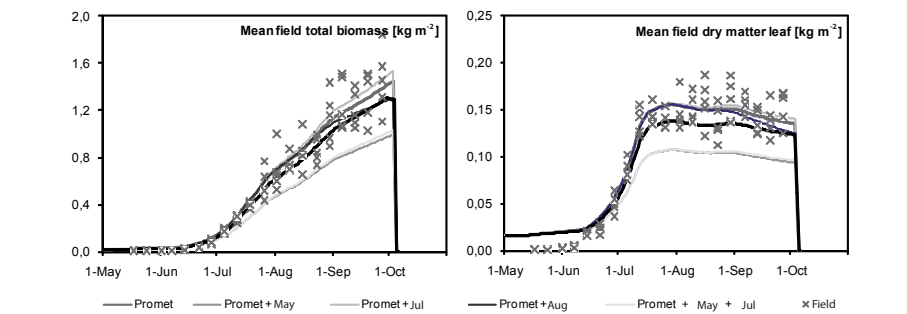 Mean field total biomass [kg m⁻²]
2,0
1,6
1,2
0,8
0,4
0,0
1-May 1-Jun 1-Jul 1-Aug 1-Sep 1-Oct
Mean field dry matter leaf [kg m⁻²]
0,25
0,20
0,15
0,10
0,05
0,00
1-May 1-Jun 1-Jul 1-Aug 1-Sep 1-Oct
Promet Promet + May Promet + Jul Promet + Aug Promet + May + Jul Field